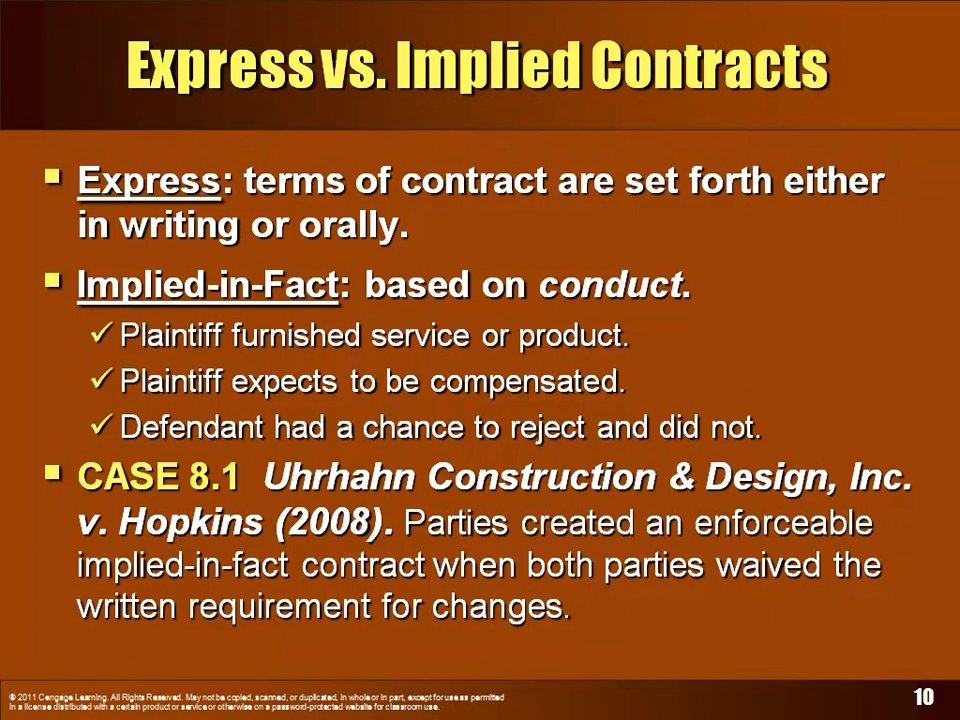 Express vs. Implied Contracts
Express: terms of contract are set forth either
in writing or orally.
Implied-in-Fact: based on conduct.
Plaintiff furnished service or product.
Plaintiff expects to be compensated.
Defendant had a chance to reject and did not.
CASE 8.1 Uhrhahn Construction & Design, Inc.
v. Hopkins (2008). Parties created an enforceable
implied-in-fact contract when both parties waived the
written requirement for changes.
© 2011 Cengage Learning. All Rights Reserved. May not be copied, scanned, or duplicated, in whole or in part, except for use as permitted
in a license distributed with a certain product or service or otherwise on a password-protected website for classroom use.
10